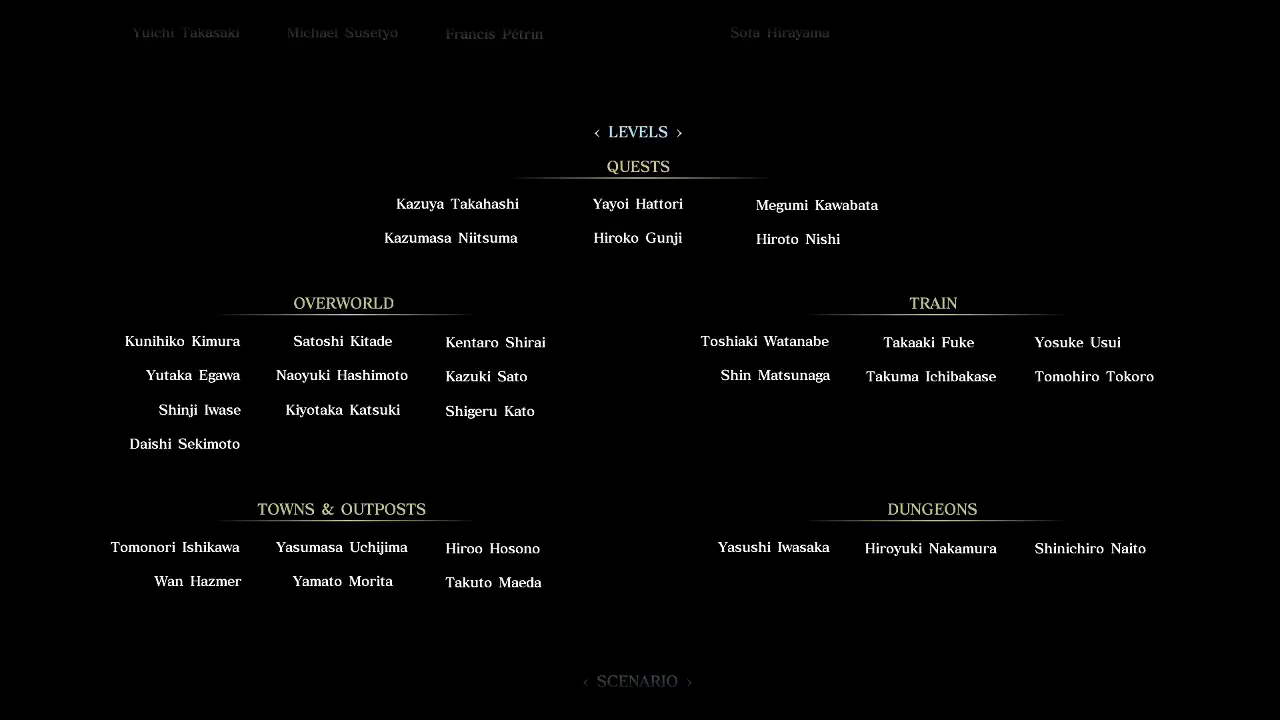 Yuichi Takasaki Michael Susetyo Francis Pétrin Sota Hirayama
‹ LEVELS ›
QUESTS
Kazuya Takahashi Yayoi Hattori Megumi Kawabata
Kazumasa Niitsuma Hiroko Gunji Hiroto Nishi
OVERWORLD
Kunihiko Kimura Satoshi Kitade Kentaro Shirai
Yutaka Egawa Naoyuki Hashimoto Kazuki Sato
Shinji Iwase Kiyotaka Katsuki Shigeru Kato
Daishi Sekimoto
TRAIN
Toshiaki Watanabe Takaaki Fuke Yosuke Usui
Shin Matsunaga Takuma Ichibakase Tomohiro Tokoro
TOWNS & OUTPOSTS
Tomonori Ishikawa Yasumasa Uchijima Hiroo Hosono
Wan Hazmer Yamato Morita Takuto Maeda
DUNGEONS
Yasushi Iwasaka Hiroyuki Nakamura Shinichiro Naito
‹ SCENARIO ›